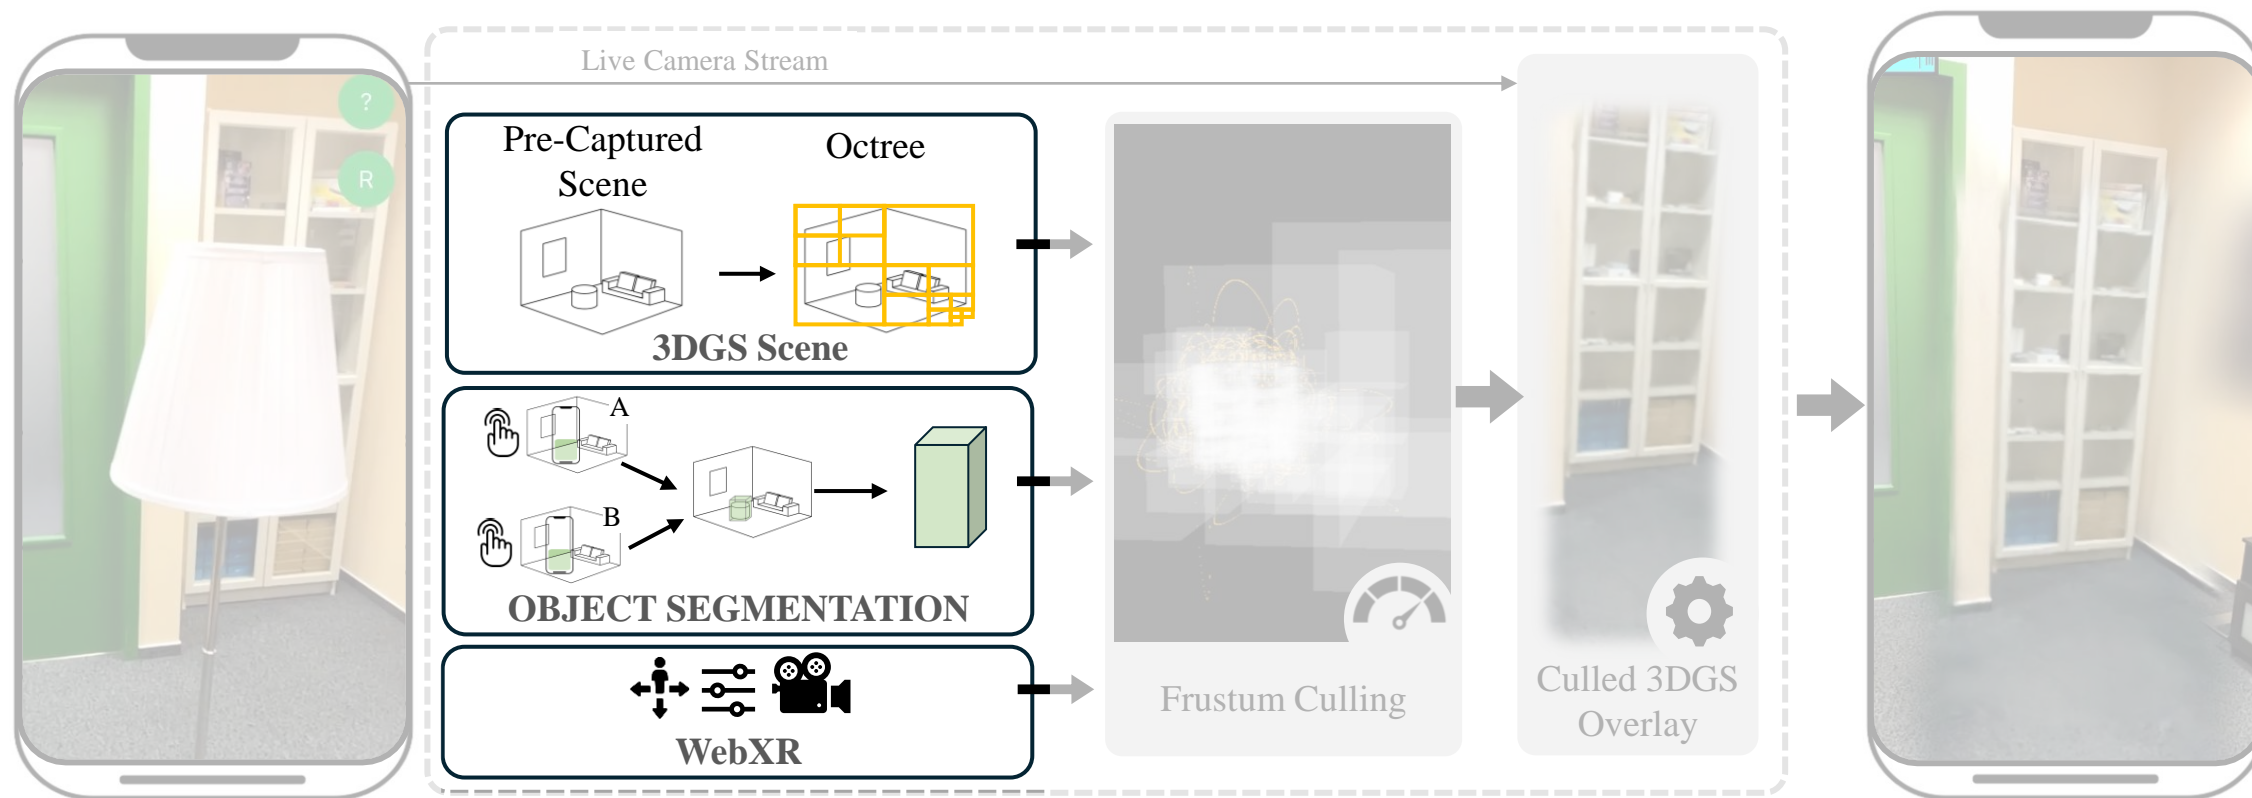 Live Camera Stream
?
R
Pre-Captured
Scene
Octree
3DGS Scene
A
B
OBJECT SEGMENTATION
WebXR
Frustum Culling
Culled 3DGS
Overlay